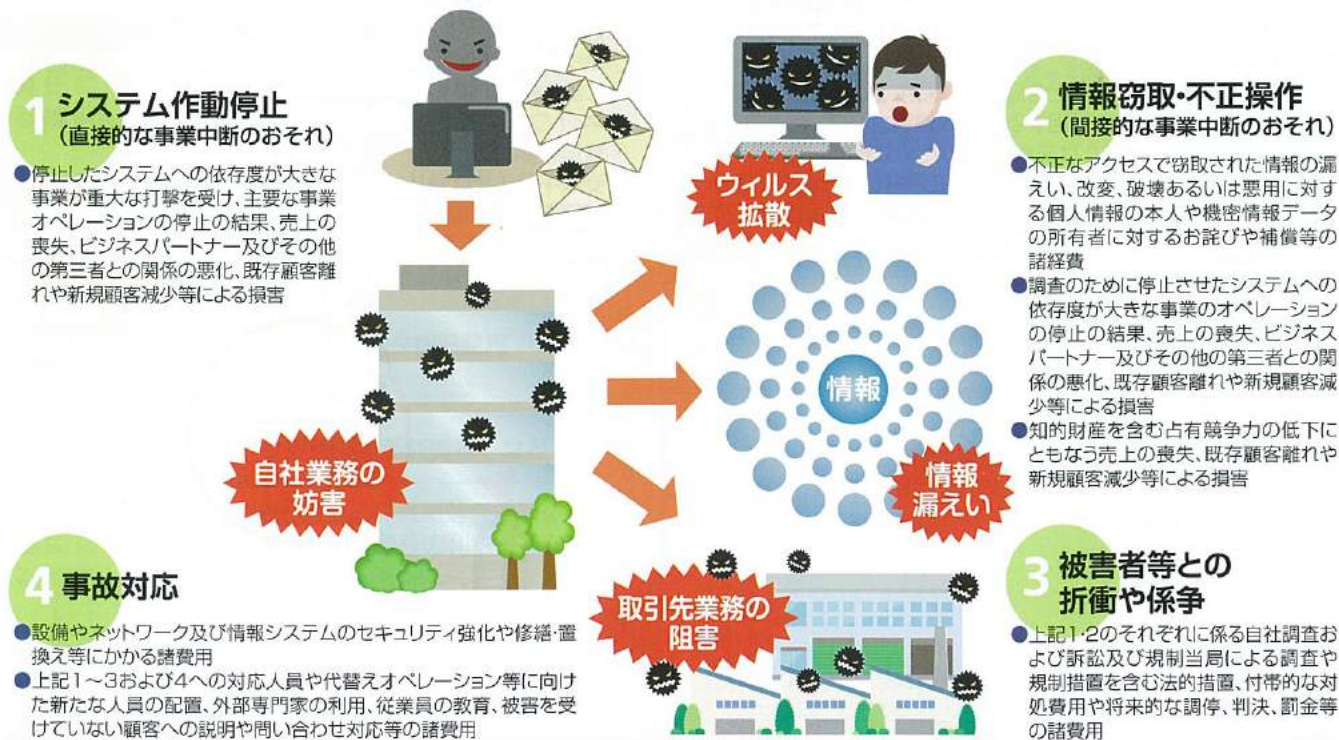 1 システム作動停止
(直接的な事業中断のおそれ)
●停止したシステムへの依存度が大きな
事業が重大な打撃を受け、主要な事業
オペレーションの停止の結果、売上の
喪失、ビジネスパートナー及びその他
の第三者との関係の悪化、既存顧客離
れや新規顧客減少等による損害
ウィルス
拡散
2 情報窃取・不正操作
(間接的な事業中断のおそれ)
●不正なアクセスで窃取された情報の漏
えい、改変、破壊あるいは悪用に対す
る個人情報の本人や機密情報データ
の所有者に対するお詫びや補償等の
諸経費
●調査のために停止させたシステムへの
依存度が大きな事業のオペレーション
の停止の結果、売上の喪失、ビジネス
パートナー及びその他の第三者との関
係の悪化、既存顧客離れや新規顧客減
少等による損害
●知的財産を含む占有競争力の低下に
ともなう売上の喪失、既存顧客離れや
新規顧客減少等による損害
情報
自社業務の
妨害
情報
漏えい
取引先業務の
阻害
3 被害者等との
折衝や係争
●上記1・2のそれぞれに係る自社調査お
よび訴訟及び規制当局による調査や
規制措置を含む法的措置、付帯的な対
処費用や将来的な調停、判決、罰金等
の諸費用
4 事故対応
●設備やネットワーク及び情報システムのセキュリティ強化や修繕・置
換え等にかかる諸費用
●上記1～3および4への対応人員や代替えオペレーション等に向け
た新たな人員の配置、外部専門家の利用、従業員の教育、被害を受
けていない顧客への説明や問い合わせ対応等の諸費用